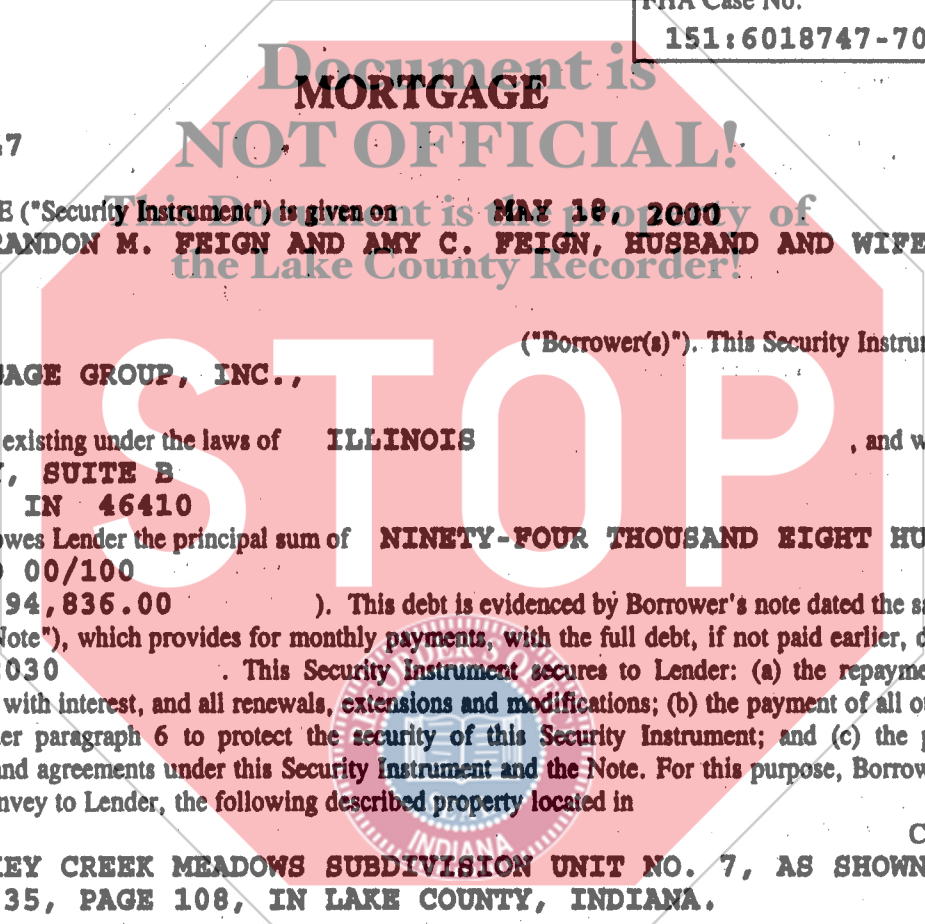 FHA Case No.
151:6018747-70
Document is
MORTGAGE
NOT OFFICIAL!
.7
This Document is the property of
E ("Security Instrument") is given on MAY 18, 2000
RANDON M. FEIGN AND AMY C. FEIGN, HUSBAND AND WIFE
the Lake County Recorder!
("Borrower(s)"). This Security Instru
GAGE GROUP, INC.,
STOP
existing under the laws of ILLINOIS , and w
, SUITE B
IN 46410
owes Lender the principal sum of NINETY-FOUR THOUSAND EIGHT HU
00/100
94,836.00 ). This debt is evidenced by Borrower's note dated the s
Note"), which provides for monthly payments, with the full debt, if not paid earlier, d
2030 . This Security Instrument secures to Lender: (a) the repayme
with interest, and all renewals, extensions and modifications; (b) the payment of all o
er paragraph 6 to protect the security of this Security Instrument; and (c) the p
and agreements under this Security Instrument and the Note. For this purpose, Borrow
nvey to Lender, the following described property located in
C
KEY CREEK MEADOWS SUBDIVISION UNIT NO. 7, AS SHOWN
35, PAGE 108, IN LAKE COUNTY, INDIANA.
INDIANA